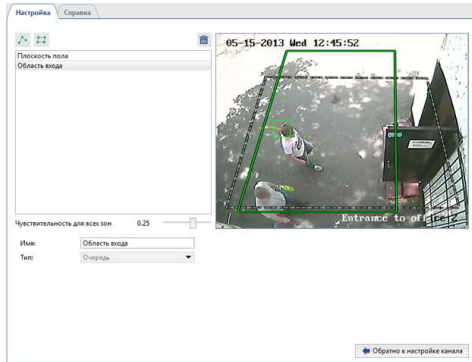 Настройка Справка
05-15-2013 Wed 12:45:52
Плоскость пола
Область входа
Entrance to office 2
Чувствительность для всех зон 0.25
Имя: Область входа
Тип: Очередь
Обратно к настройке канала